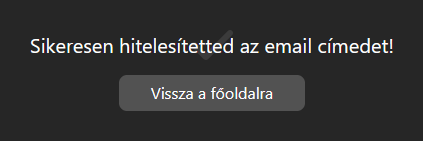 Sikeresen hitelesítetted az email címedet!
Vissza a főoldalra